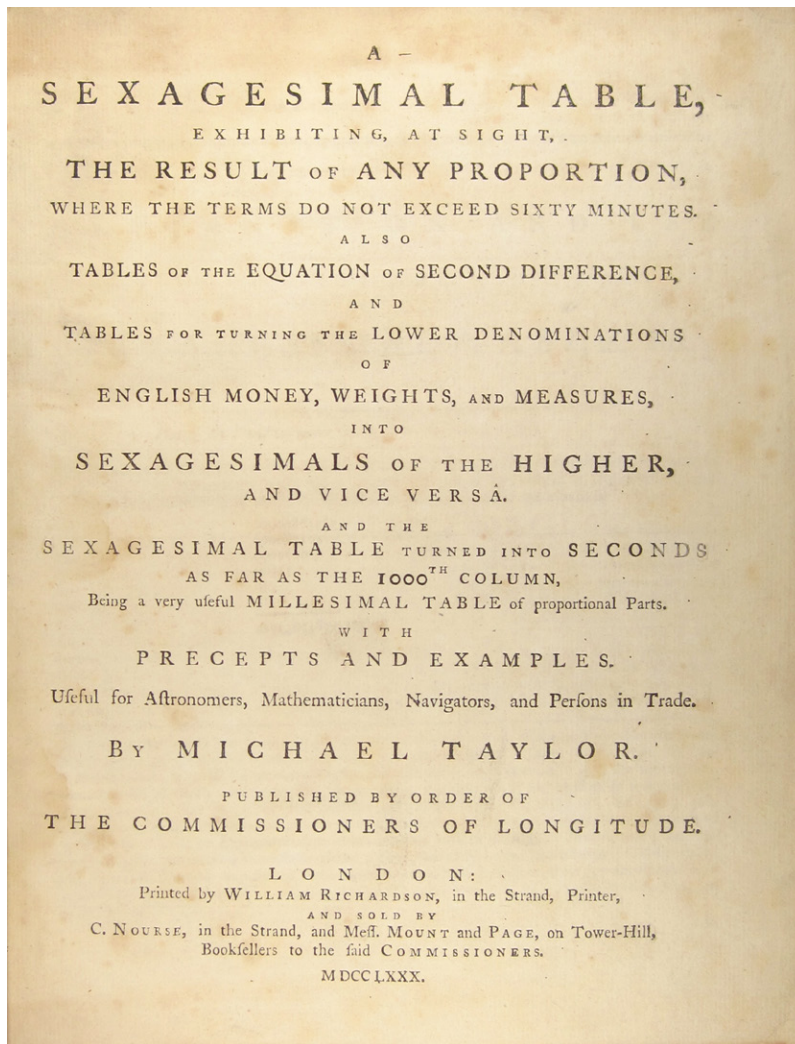 A
SEXAGESIMAL TABLE,
EXHIBITING, AT SIGHT,
THE RESULT OF ANY PROPORTION,
WHERE THE TERMS DO NOT EXCEED SIXTY MINUTES.
ALSO
TABLES OF THE EQUATION OF SECOND DIFFERENCE,
AND
TABLES FOR TURNING THE LOWER DENOMINATIONS
OF
ENGLISH MONEY, WEIGHTS, AND MEASURES,
INTO
SEXAGESIMALS OF THE HIGHER,
AND VICE VERSÂ.
AND THE
SEXAGESIMAL TABLE TURNED INTO SECONDS
AS FAR AS THE 1000TH COLUMN,
Being a very uſeful MILLESIMAL TABLE of proportional Parts.
WITH
PRECEPTS AND EXAMPLES.
Uſeful for Aſtronomers, Mathematicians, Navigators, and Perſons in Trade.
BY MICHAEL TAYLOR.
PUBLISHED BY ORDER OF
THE COMMISSIONERS OF LONGITUDE.
LONDON:
Printed by WILLIAM RICHARDSON, in the Strand, Printer,
AND SOLD BY
C. NOURSE, in the Strand, and Meſſ. MOUNT and PAGE, on Tower-Hill,
Bookſellers to the ſaid COMMISSIONERS.
MDCCLXXX.